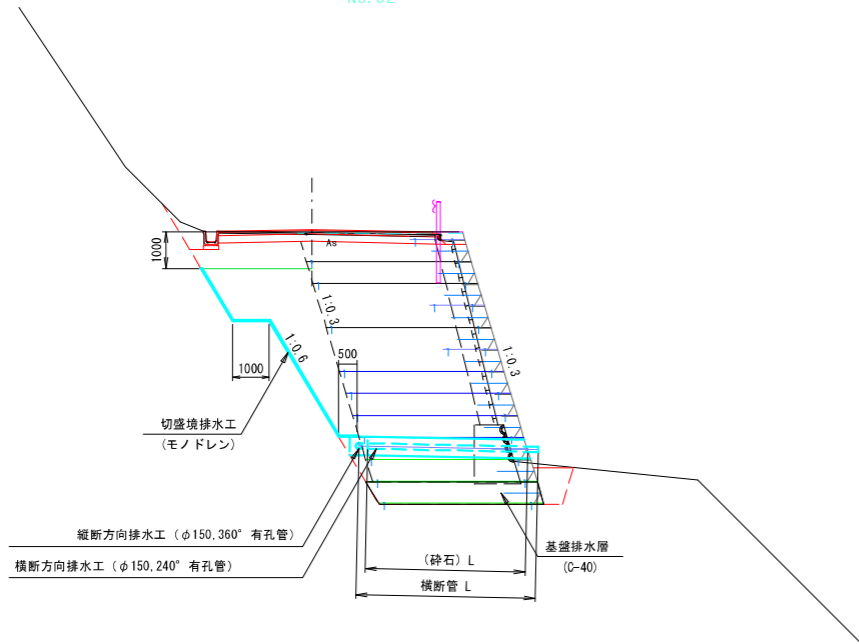 NO.32
As
1000
1:0.3
1:0.6
500
1:0.3
1000
切盛境排水工
(モノドレン)
縦断方向排水工(φ150,360°有孔管)
横断方向排水工(φ150,240°有孔管)
(砕石) L
横断管 L
基盤排水層
(C-40)